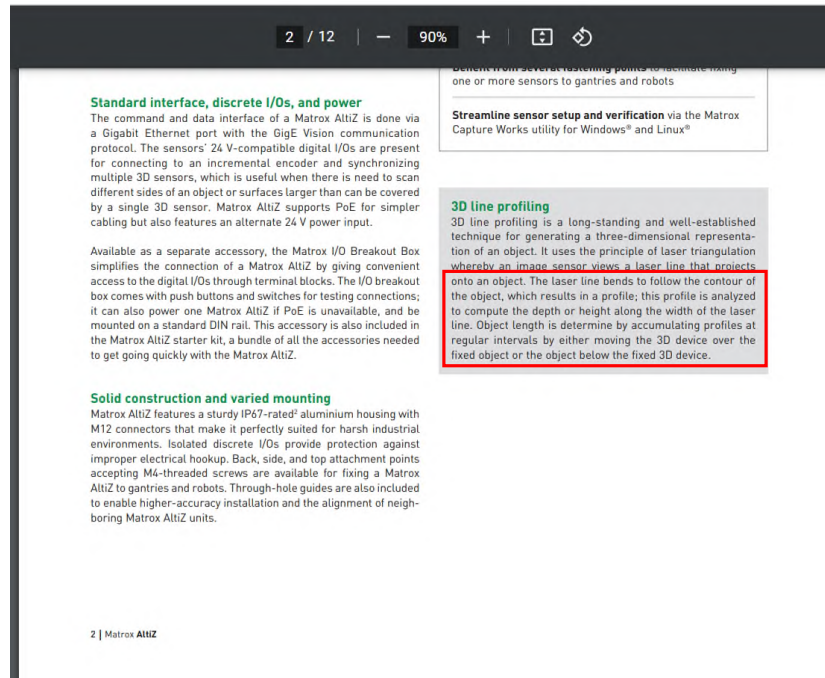 2 / 12 | — 90% +
Benefit from several fastening points to facilitate fixing
one or more sensors to gantries and robots
Streamline sensor setup and verification via the Matrox
Capture Works utility for Windows® and Linux®
Standard interface, discrete I/Os, and power
The command and data interface of a Matrox AltiZ is done via
a Gigabit Ethernet port with the GigE Vision communication
protocol. The sensors' 24 V-compatible digital I/Os are present
for connecting to an incremental encoder and synchronizing
multiple 3D sensors, which is useful when there is need to scan
different sides of an object or surfaces larger than can be covered
by a single 3D sensor. Matrox AltiZ supports PoE for simpler
cabling but also features an alternate 24 V power input.
Available as a separate accessory, the Matrox I/O Breakout Box
simplifies the connection of a Matrox AltiZ by giving convenient
access to the digital I/Os through terminal blocks. The I/O breakout
box comes with push buttons and switches for testing connections;
it can also power one Matrox AltiZ if PoE is unavailable, and be
mounted on a standard DIN rail. This accessory is also included in
the Matrox AltiZ starter kit, a bundle of all the accessories needed
to get going quickly with the Matrox AltiZ.
Solid construction and varied mounting
Matrox AltiZ features a sturdy IP67-rated² aluminium housing with
M12 connectors that make it perfectly suited for harsh industrial
environments. Isolated discrete I/Os provide protection against
improper electrical hookup. Back, side, and top attachment points
accepting M4-threaded screws are available for fixing a Matrox
AltiZ to gantries and robots. Through-hole guides are also included
to enable higher-accuracy installation and the alignment of neigh-
boring Matrox AltiZ units.
3D line profiling
3D line profiling is a long-standing and well-established
technique for generating a three-dimensional representa-
tion of an object. It uses the principle of laser triangulation
whereby an image sensor views a laser line that projects
onto an object. The laser line bends to follow the contour of
the object, which results in a profile; this profile is analyzed
to compute the depth or height along the width of the laser
line. Object length is determine by accumulating profiles at
regular intervals by either moving the 3D device over the
fixed object or the object below the fixed 3D device.
2 | Matrox AltiZ